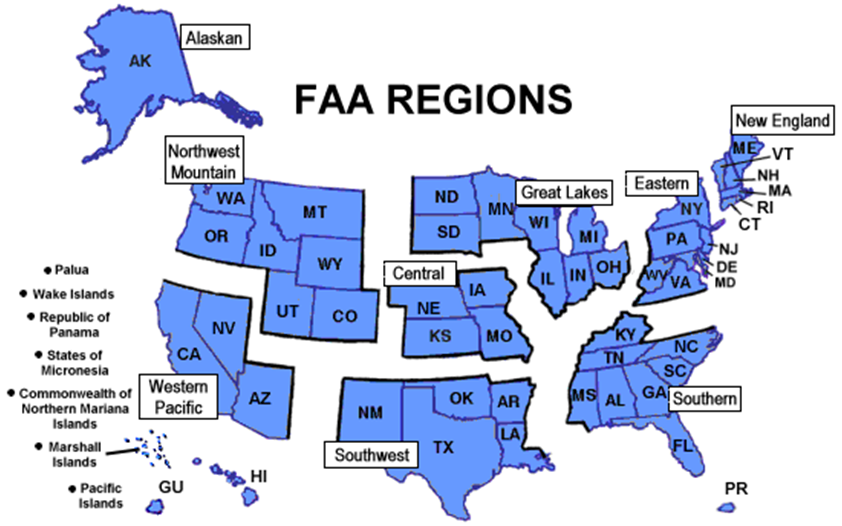 FAA REGIONS
Alaskan
AK
Northwest
Mountain
WA
MT
OR
ID
WY
UT
CO
ND
SD
MN
Great Lakes
WI
MI
IL
IN
OH
Eastern
NY
PA
WV
VA
NJ
DE
MD
New England
ME
VT
NH
MA
RI
CT
Central
NE
IA
KS
MO
Western
Pacific
CA
NV
AZ
Southwest
NM
OK
AR
TX
LA
Southern
KY
TN
NC
SC
MS
AL
GA
FL
PR
• Palua
• Wake Islands
• Republic of
Panama
• States of
Micronesia
• Commonwealth of
Northern Mariana
Islands
• Marshall
Islands
• Pacific
Islands
GU
HI